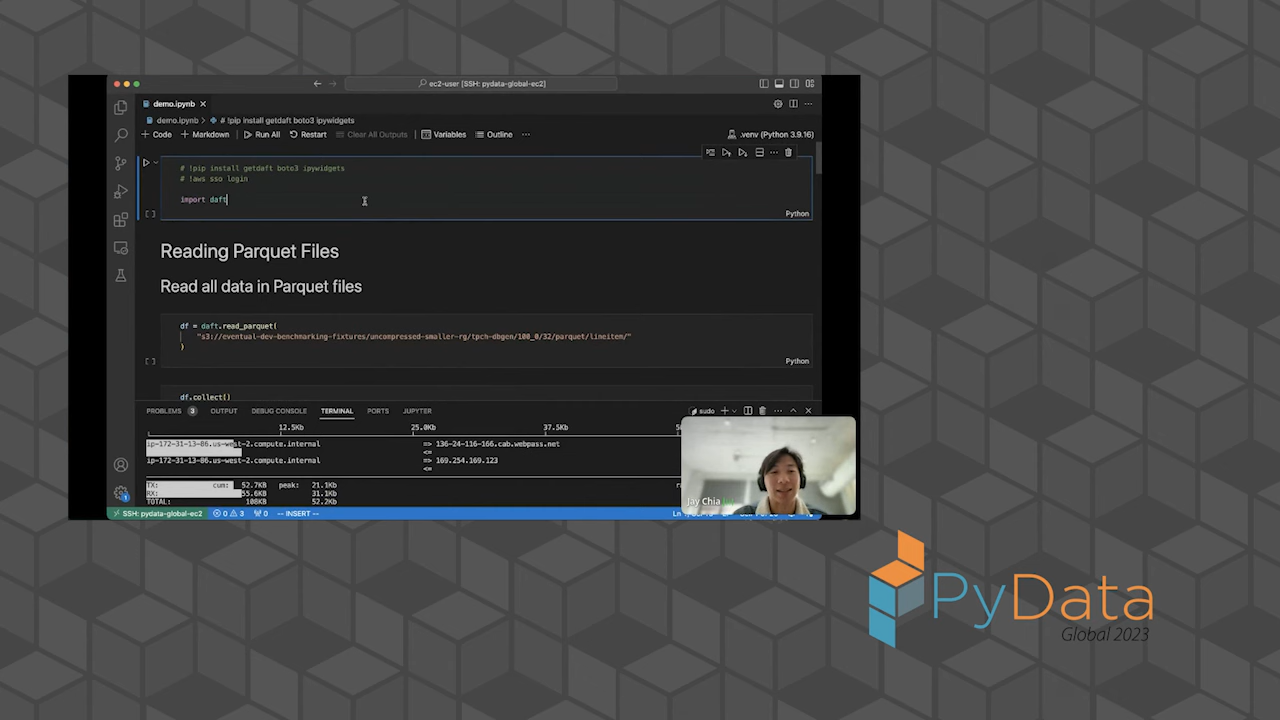 ec2-user [SSH: pydata-global-ec2]
demo.ipynb
demo.ipynb > # !pip install getdaft boto3 ipywidgets
+ Code + Markdown Run All Restart Clear All Outputs Variables Outline ... .venv (Python 3.9.16)
# !pip install getdaft boto3 ipywidgets
# !aws sso login
import daft
[ ] Python
Reading Parquet Files
Read all data in Parquet files
df = daft.read_parquet(
"s3://eventual-dev-benchmarking-fixtures/uncompressed-smaller-rg/tpch-dbgen/100_0/32/parquet/lineitem/"
)
[ ] Python
df.collect()
PROBLEMS 3 OUTPUT DEBUG CONSOLE TERMINAL PORTS JUPYTER sudo
12.5Kb 25.0Kb 37.5Kb
ip-172-31-13-86.us-west-2.compute.internal => 136-24-116-166.cab.webpass.net
<=
ip-172-31-13-86.us-west-2.compute.internal => 169.254.169.123
<=
TX: cum: 52.7KB peak: 21.1Kb
RX: 55.6KB 31.1Kb
TOTAL: 108KB 52.2Kb
Jay Chia
SSH: pydata-global-ec2 0 3 0 -- INSERT --
PyData
Global 2023